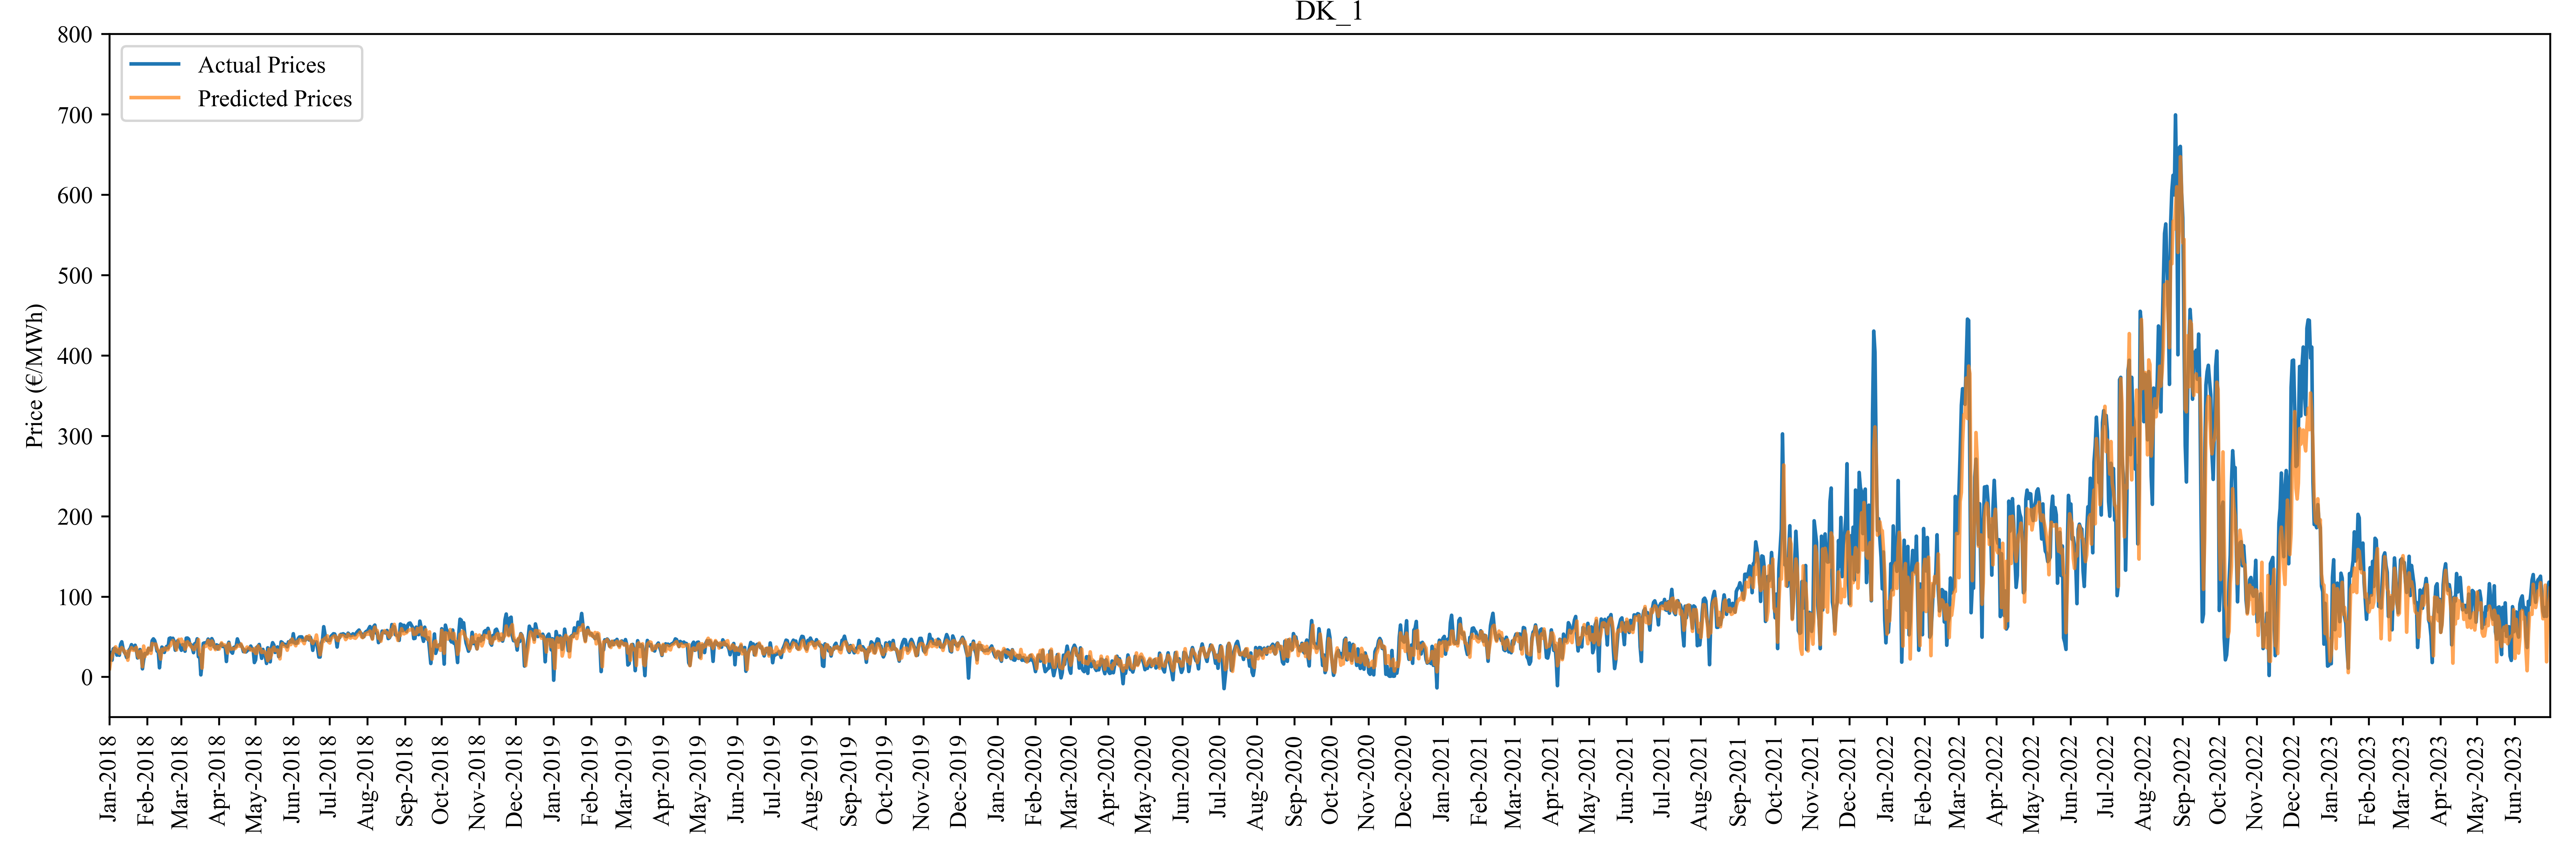 DK_1
800
700
600
500
400
300
200
100
0
Price (€/MWh)
Actual Prices
Predicted Prices
Jan-2018
Feb-2018
Mar-2018
Apr-2018
May-2018
Jun-2018
Jul-2018
Aug-2018
Sep-2018
Oct-2018
Nov-2018
Dec-2018
Jan-2019
Feb-2019
Mar-2019
Apr-2019
May-2019
Jun-2019
Jul-2019
Aug-2019
Sep-2019
Oct-2019
Nov-2019
Dec-2019
Jan-2020
Feb-2020
Mar-2020
Apr-2020
May-2020
Jun-2020
Jul-2020
Aug-2020
Sep-2020
Oct-2020
Nov-2020
Dec-2020
Jan-2021
Feb-2021
Mar-2021
Apr-2021
May-2021
Jun-2021
Jul-2021
Aug-2021
Sep-2021
Oct-2021
Nov-2021
Dec-2021
Jan-2022
Feb-2022
Mar-2022
Apr-2022
May-2022
Jun-2022
Jul-2022
Aug-2022
Sep-2022
Oct-2022
Nov-2022
Dec-2022
Jan-2023
Feb-2023
Mar-2023
Apr-2023
May-2023
Jun-2023